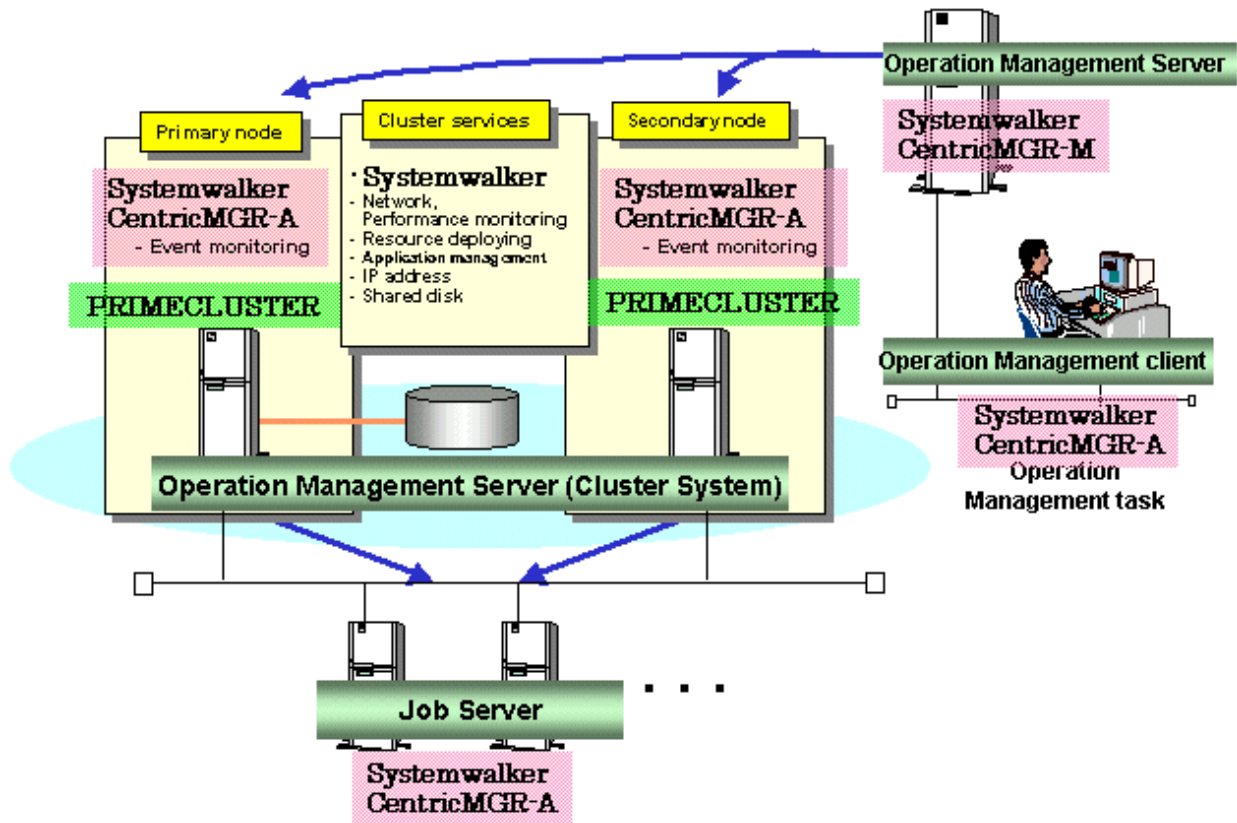 Operation Management Server
Systemwalker
CentricMGR-M
Primary node
Cluster services
Secondary node
Systemwalker
CentricMGR-A
- Event monitoring
PRIMECLUSTER
・Systemwalker
- Network,
Performance monitoring
- Resource deploying
- Application management
- IP address
- Shared disk
Systemwalker
CentricMGR-A
- Event monitoring
PRIMECLUSTER
Operation Management client
Systemwalker
CentricMGR-A
Operation
Management task
Operation Management Server (Cluster System)
Job Server
. . .
Systemwalker
CentricMGR-A